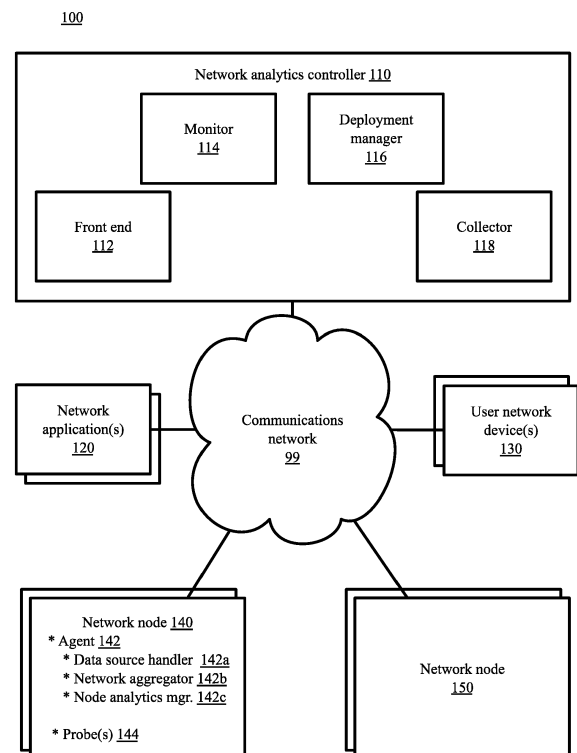 100
Network analytics controller 110
Monitor
114
Deployment
manager
116
Front end
112
Collector
118
Network
application(s)
120
Communications
network
99
User network
device(s)
130
Network node 140
* Agent 142
* Data source handler 142a
* Network aggregator 142b
* Node analytics mgr. 142c
* Probe(s) 144
Network node
150